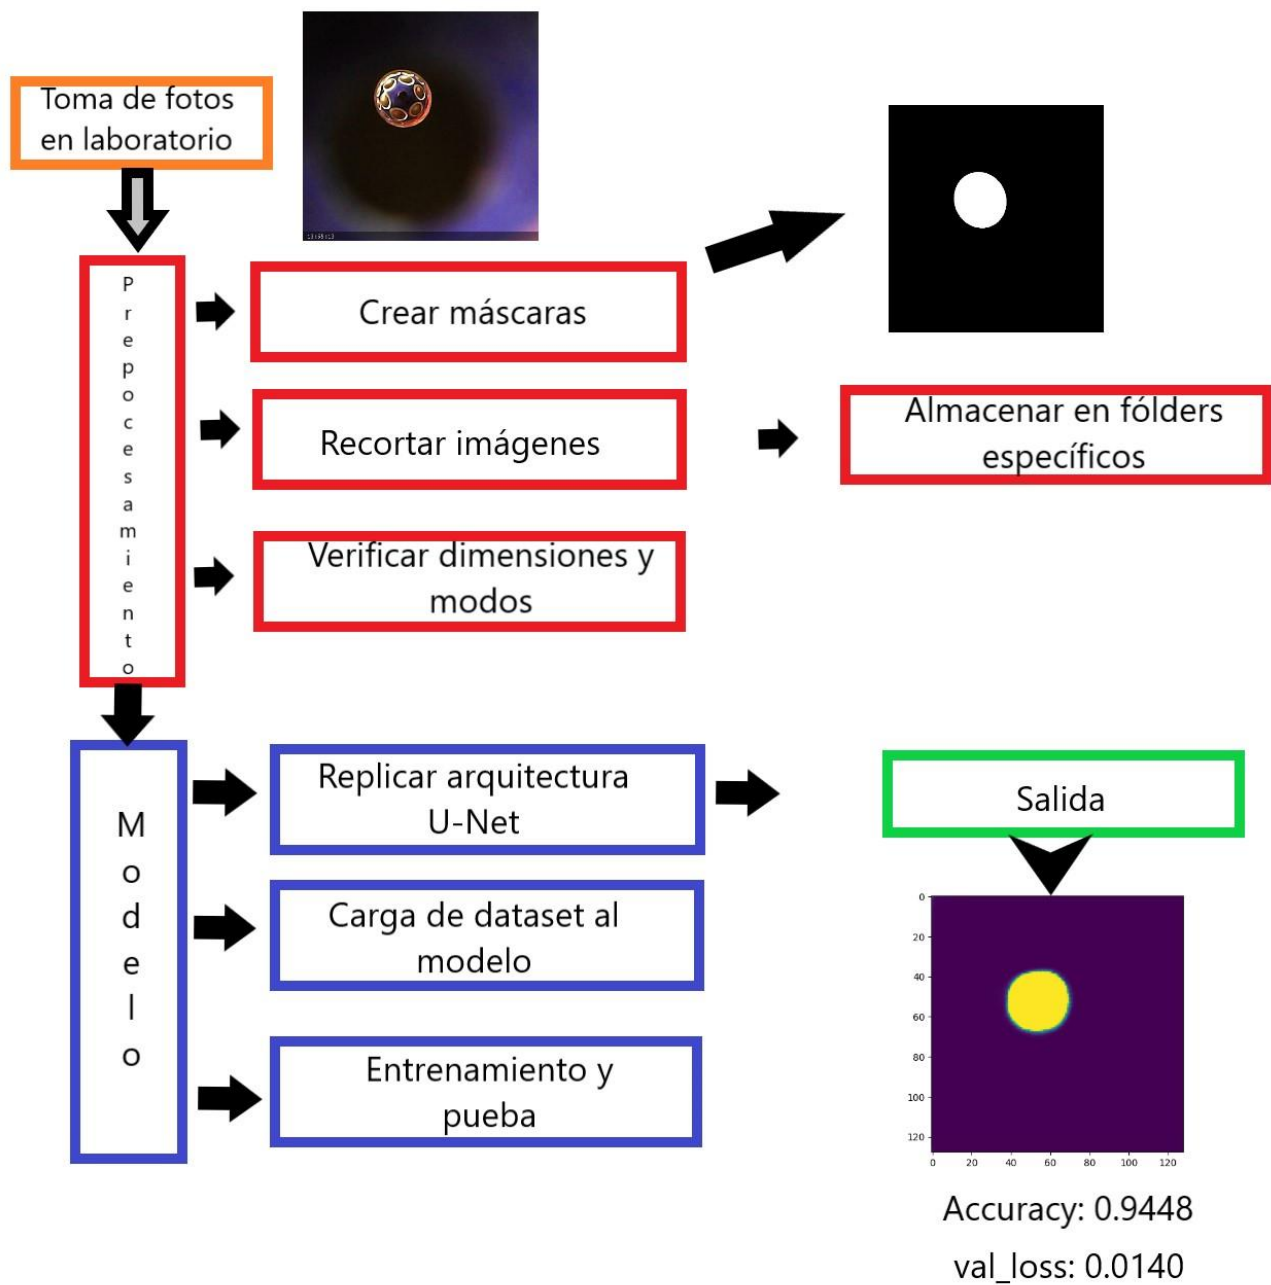 Toma de fotos
en laboratorio
Prepocesamiento
Crear máscaras
Recortar imágenes
Almacenar en fólders
específicos
Verificar dimensiones y
modos
Modelo
Replicar arquitectura
U-Net
Salida
Carga de dataset al
modelo
Entrenamiento y
pueba
0
20
40
60
80
100
120
0 20 40 60 80 100 120
Accuracy: 0.9448
val_loss: 0.0140